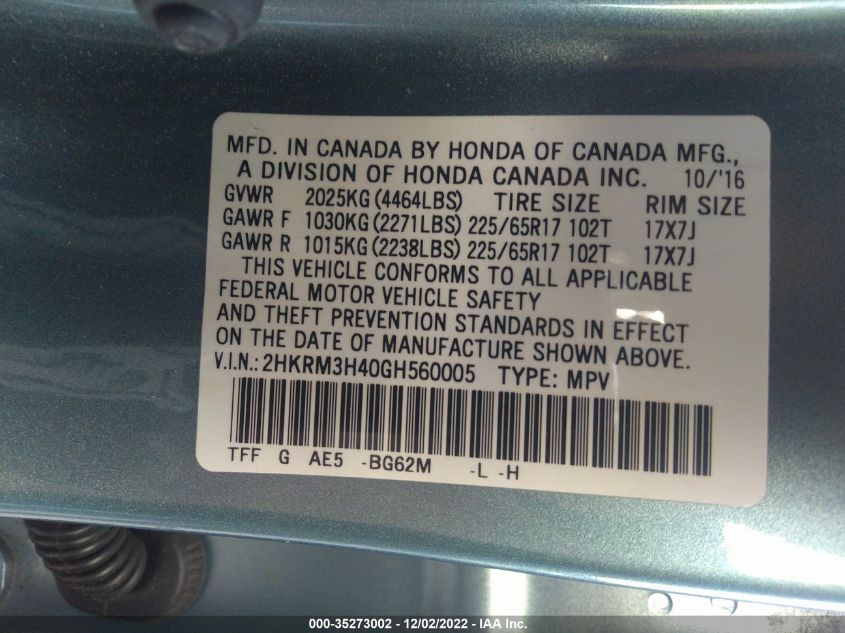 MFD. IN CANADA BY HONDA OF CANADA MFG.,
A DIVISION OF HONDA CANADA INC. 10/'16
GVWR 2025KG (4464LBS) TIRE SIZE RIM SIZE
GAWR F 1030KG (2271LBS) 225/65R17 102T 17X7J
GAWR R 1015KG (2238LBS) 225/65R17 102T 17X7J
THIS VEHICLE CONFORMS TO ALL APPLICABLE
FEDERAL MOTOR VEHICLE SAFETY
AND THEFT PREVENTION STANDARDS IN EFFECT
ON THE DATE OF MANUFACTURE SHOWN ABOVE.
V.I.N.: 2HKRM3H40GH560005 TYPE: MPV
TFF G AE5 -BG62M -L -H
000-35273002 - 12/02/2022 - IAA Inc.